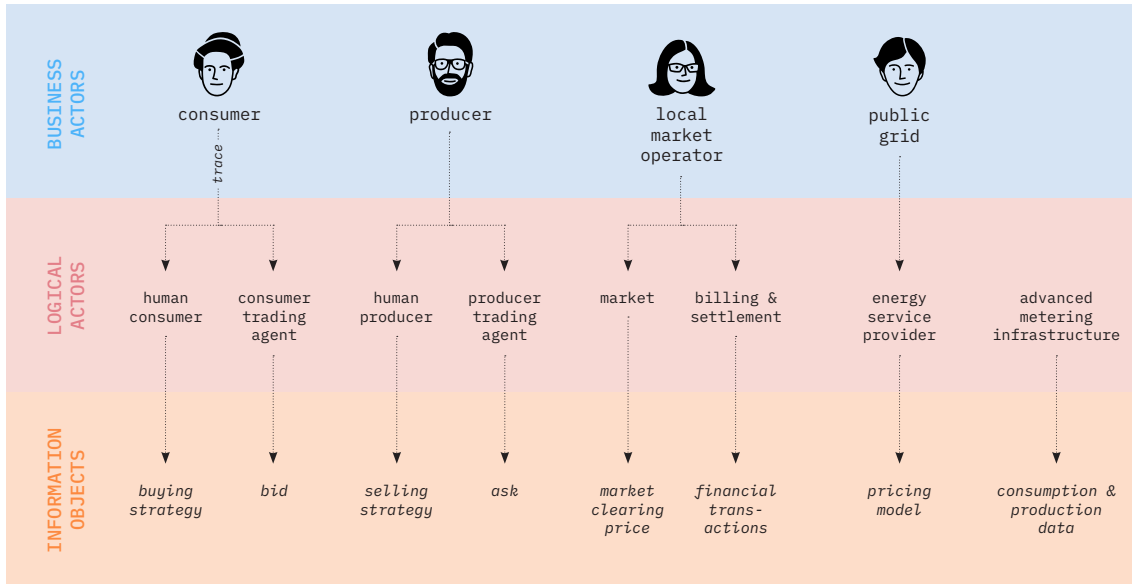 BUSINESS
ACTORS
consumer
producer
local
market
operator
public
grid
trace
LOGICAL
ACTORS
human
consumer
consumer
trading
agent
human
producer
producer
trading
agent
market
billing &
settlement
energy
service
provider
advanced
metering
infrastructure
INFORMATION
OBJECTS
buying
strategy
bid
selling
strategy
ask
market
clearing
price
financial
trans-
actions
pricing
model
consumption &
production
data